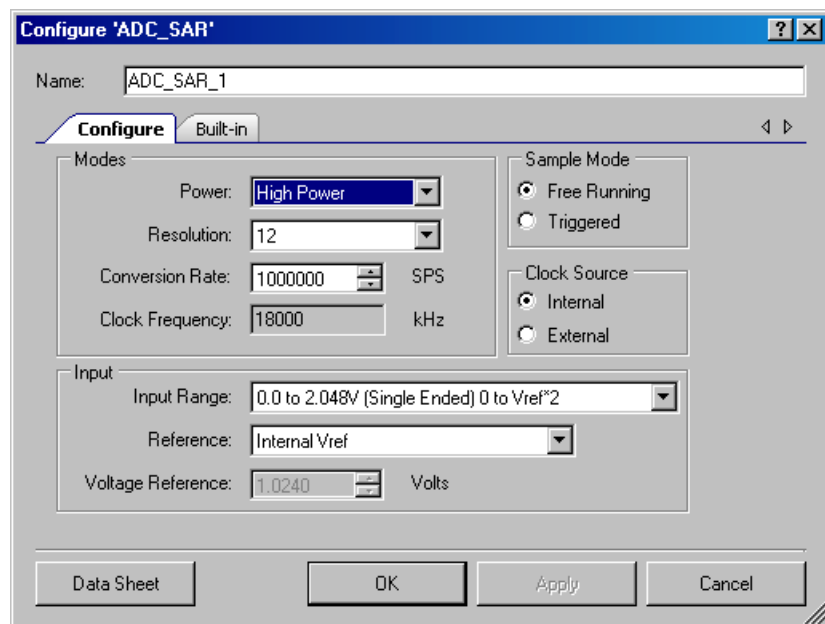 Configure 'ADC_SAR'
Name: ADC_SAR_1
Configure Built-in
Modes
Power: High Power
Resolution: 12
Conversion Rate: 1000000 SPS
Clock Frequency: 18000 kHz
Sample Mode
Free Running
Triggered
Clock Source
Internal
External
Input
Input Range: 0.0 to 2.048V (Single Ended) 0 to Vref*2
Reference: Internal Vref
Voltage Reference: 1.0240 Volts
Data Sheet OK Apply Cancel